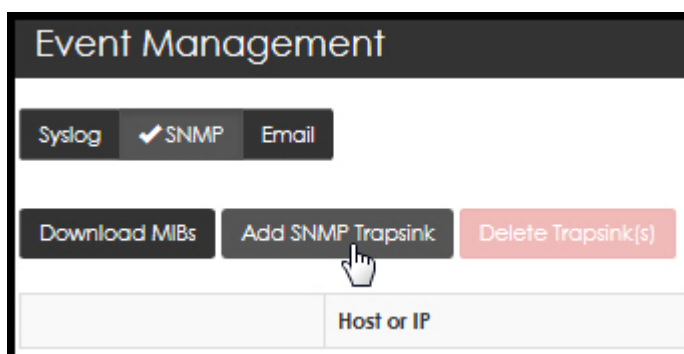 Event Management
Syslog SNMP Email
Download MIBs Add SNMP Trapsink Delete Trapsink(s)
Host or IP